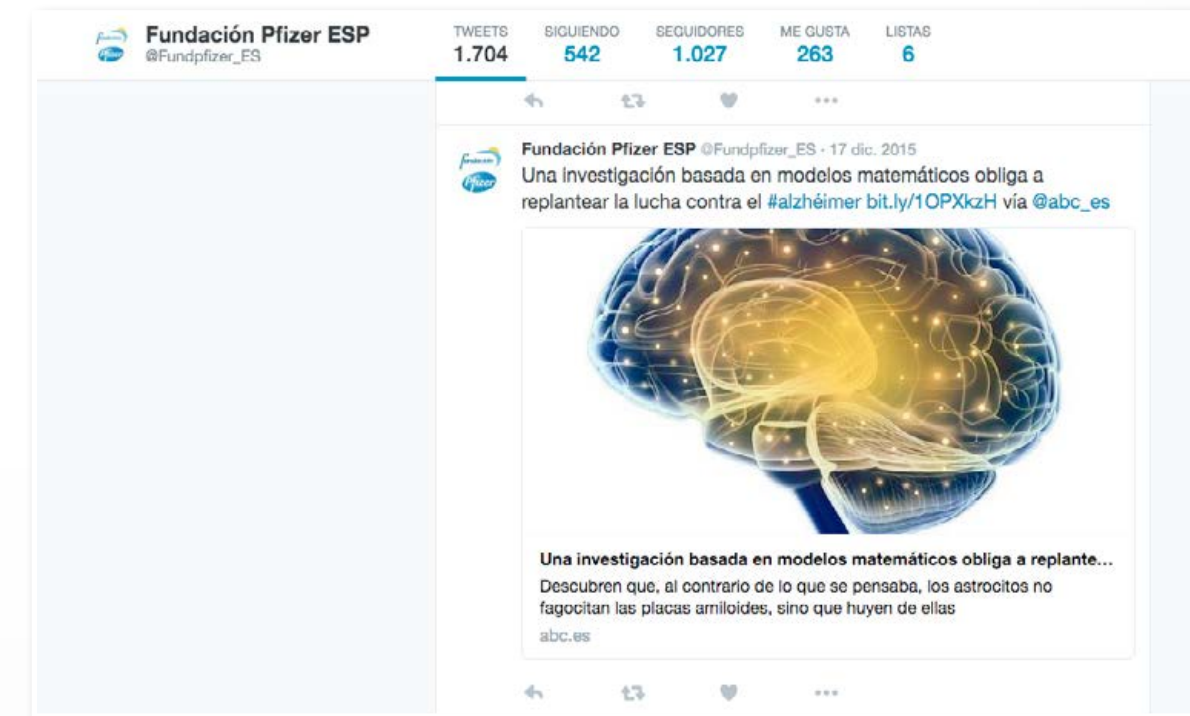 Fundación Pfizer ESP
@Fundpfizer_ES
TWEETS SIGUIENDO SEGUIDORES ME GUSTA LISTAS
1.704 542 1.027 263 6
Fundación Pfizer ESP @Fundpfizer_ES · 17 dic. 2015
Una investigación basada en modelos matemáticos obliga a
replantear la lucha contra el #alzhéimer bit.ly/1OPXkzH vía @abc_es
Pfizer
Una investigación basada en modelos matemáticos obliga a replante...
Descubren que, al contrario de lo que se pensaba, los astrocitos no
fagocitan las placas amiloides, sino que huyen de ellas
abc.es